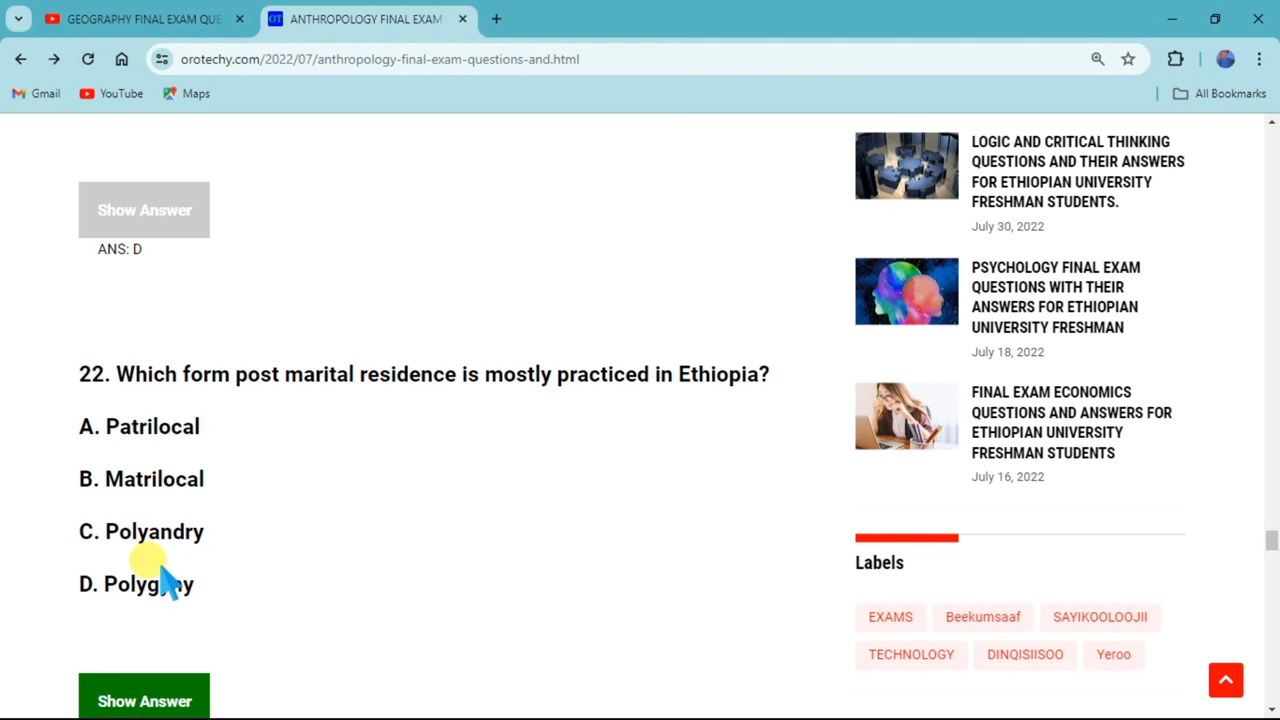 GEOGRAPHY FINAL EXAM QUE
OT ANTHROPOLOGY FINAL EXAM
orotechy.com/2022/07/anthropology-final-exam-questions-and.html
Gmail
YouTube
Maps
All Bookmarks
Show Answer
ANS: D
22. Which form post marital residence is mostly practiced in Ethiopia?
A. Patrilocal
B. Matrilocal
C. Polyandry
D. Polygyny
Show Answer
LOGIC AND CRITICAL THINKING
QUESTIONS AND THEIR ANSWERS
FOR ETHIOPIAN UNIVERSITY
FRESHMAN STUDENTS.
July 30, 2022
PSYCHOLOGY FINAL EXAM
QUESTIONS WITH THEIR
ANSWERS FOR ETHIOPIAN
UNIVERSITY FRESHMAN
July 18, 2022
FINAL EXAM ECONOMICS
QUESTIONS AND ANSWERS FOR
ETHIOPIAN UNIVERSITY
FRESHMAN STUDENTS
July 16, 2022
Labels
EXAMS Beekumsaaf SAYIKOOLOOJII
TECHNOLOGY DINQISIISOO Yeroo